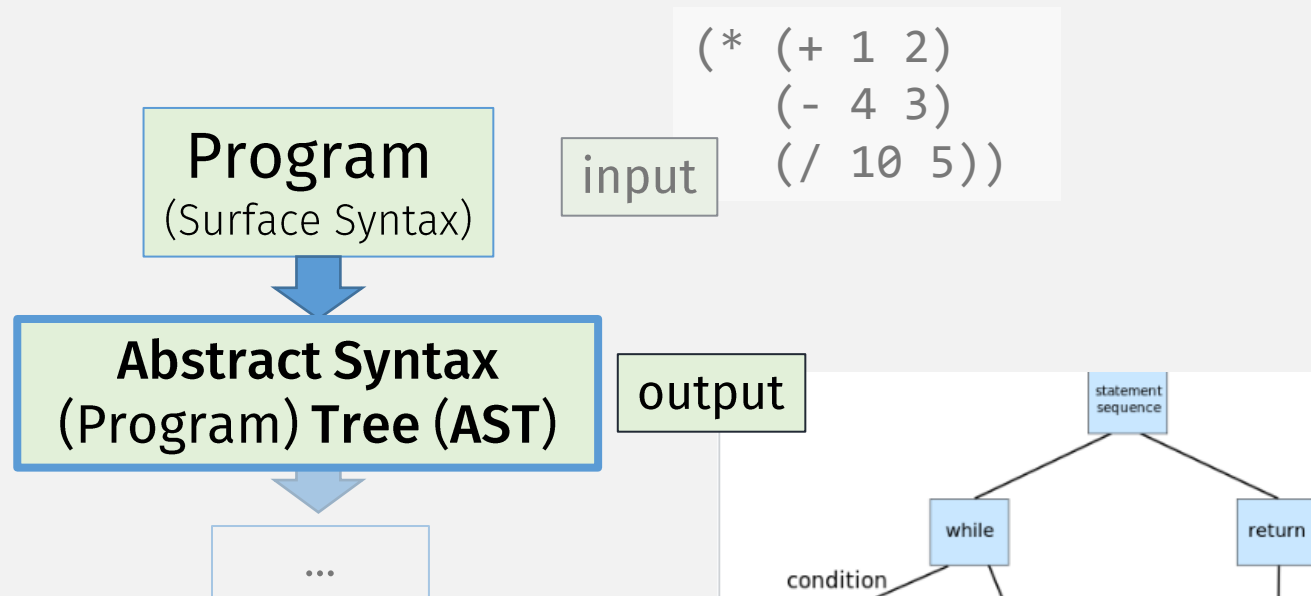 (* (+ 1 2)
(- 4 3)
(/ 10 5))
Program
(Surface Syntax)
input
Abstract Syntax
(Program) Tree (AST)
output
statement
sequence
while
return
condition
...